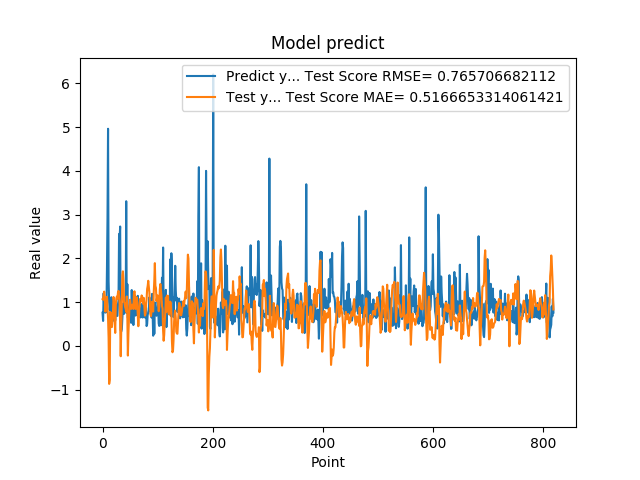 Model predict
Predict y... Test Score RMSE= 0.765706682112
Test y... Test Score MAE= 0.5166653314061421
Real value
6
5
4
3
2
1
0
−1
0 200 400 600 800
Point